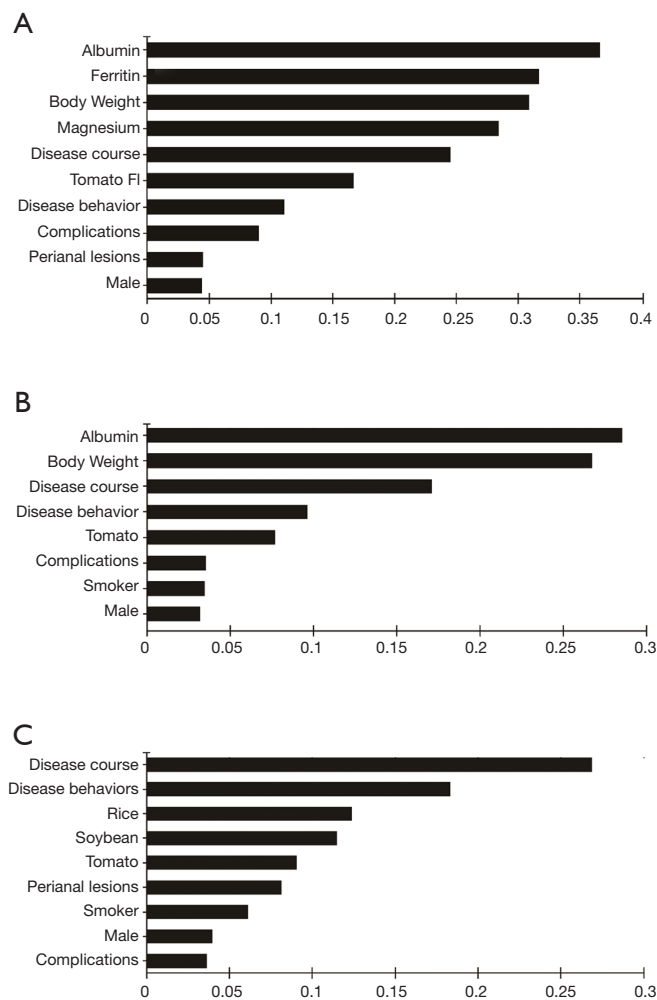 A
Albumin
Ferritin
Body Weight
Magnesium
Disease course
Tomato FI
Disease behavior
Complications
Perianal lesions
Male
0 0.05 0.1 0.15 0.2 0.25 0.3 0.35 0.4
B
Albumin
Body Weight
Disease course
Disease behavior
Tomato
Complications
Smoker
Male
0 0.05 0.1 0.15 0.2 0.25 0.3
C
Disease course
Disease behaviors
Rice
Soybean
Tomato
Perianal lesions
Smoker
Male
Complications
0 0.05 0.1 0.15 0.2 0.25 0.3